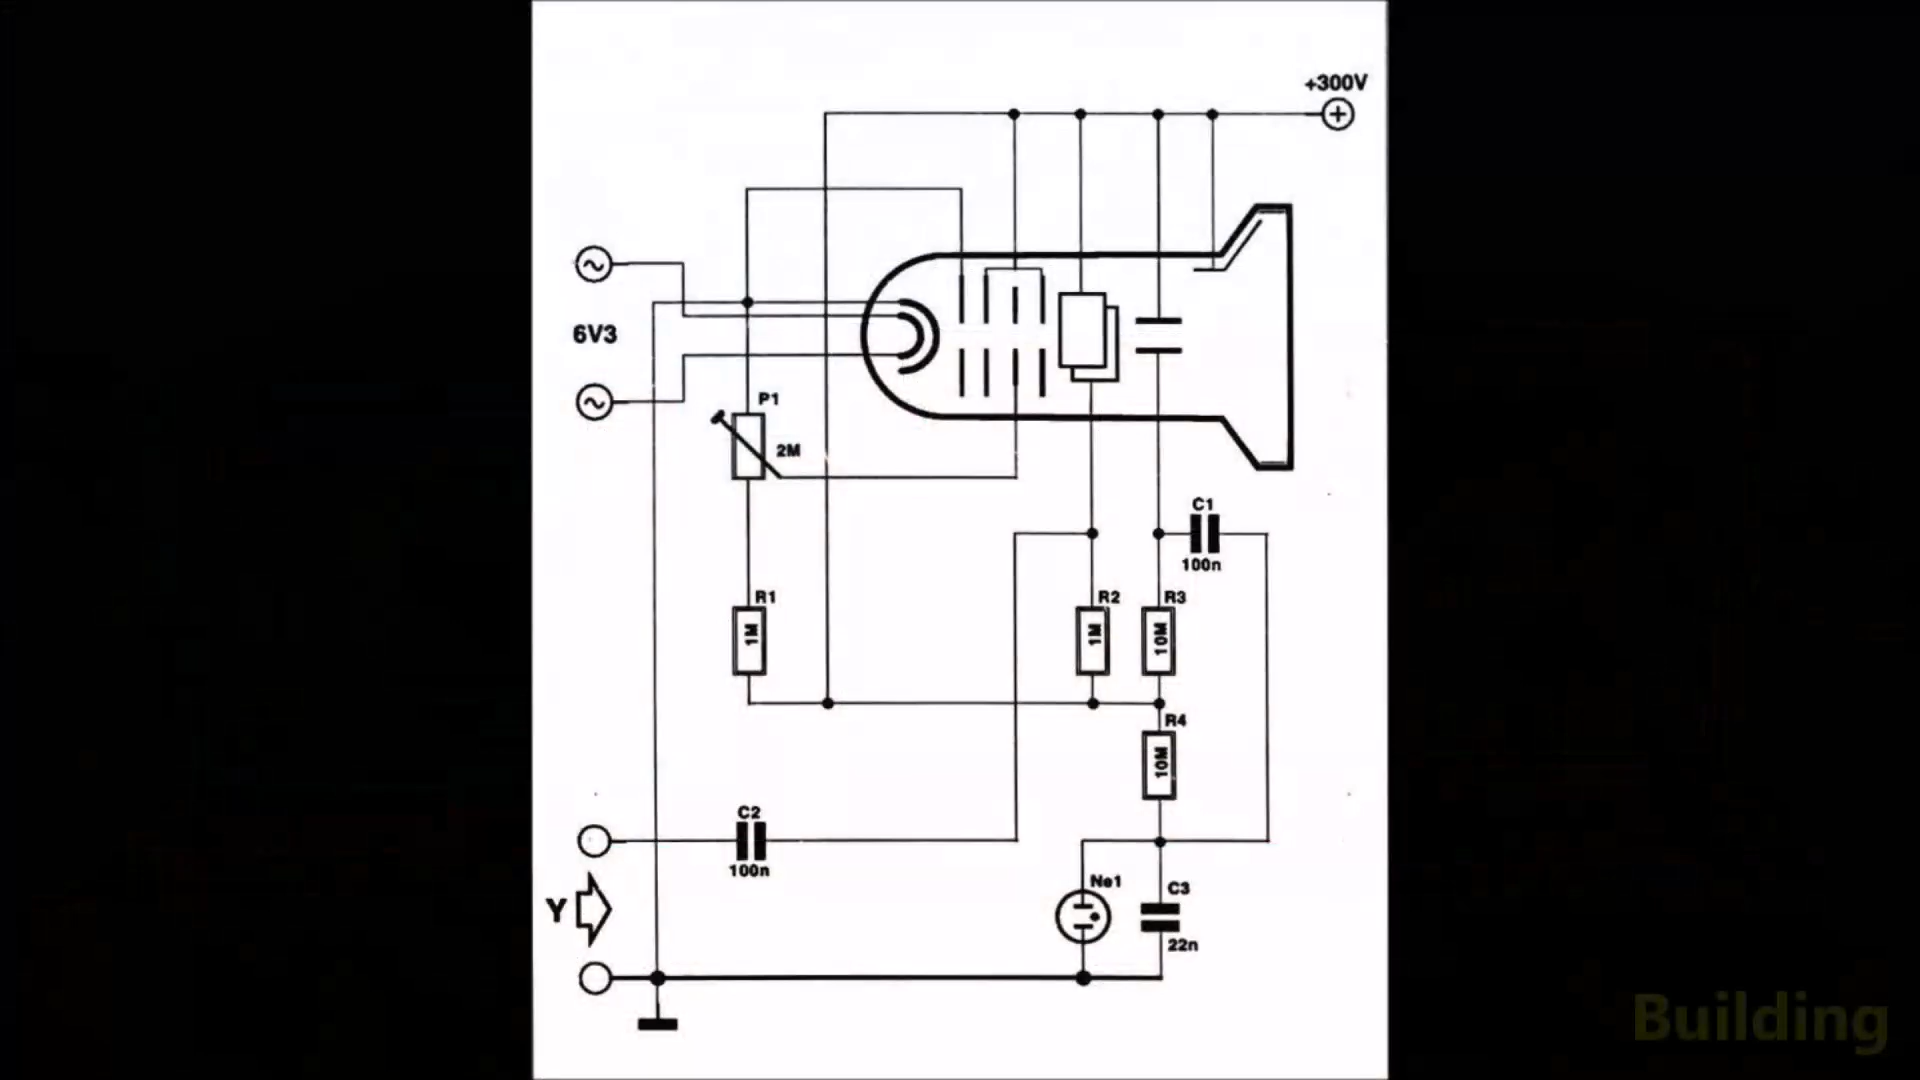 +300V
6V3
P1
2M
C1
100n
R1
1M
R2
1M
R3
10M
R4
10M
C2
100n
Y
Ne1
C3
22n
Building